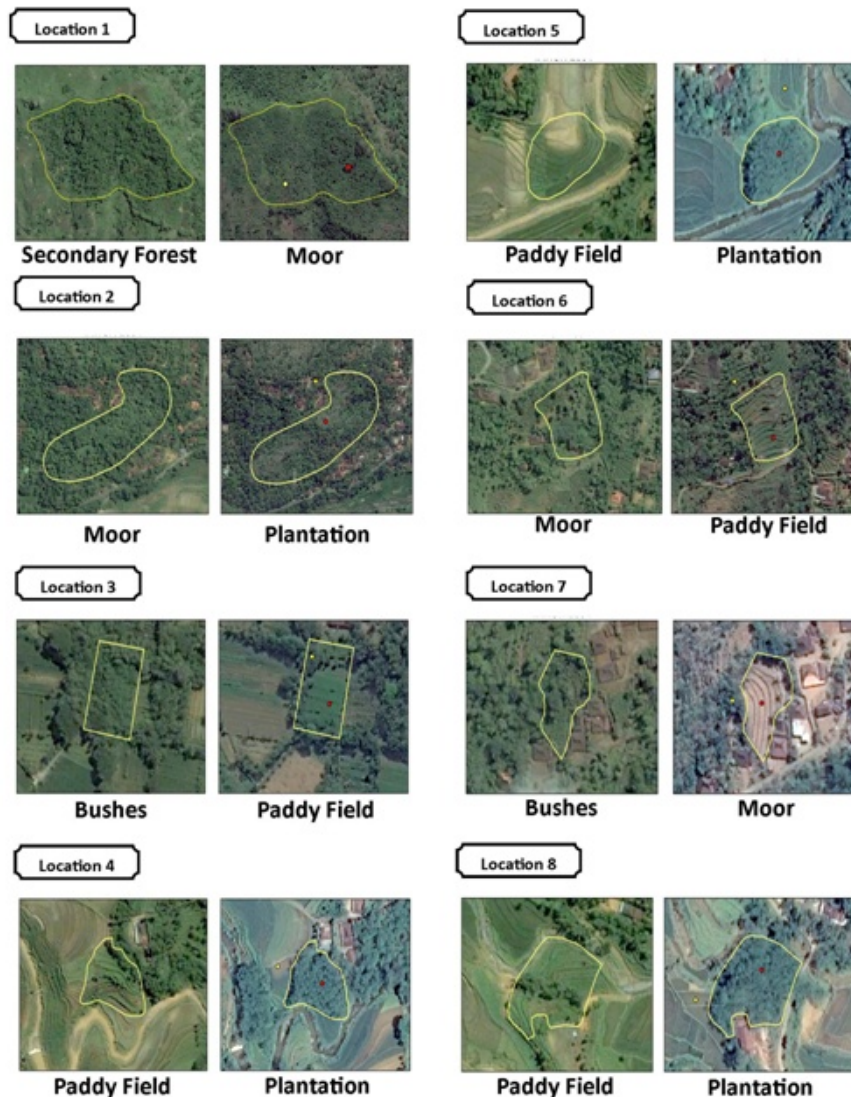 Location 1
Secondary Forest
Moor
Location 2
Moor
Plantation
Location 3
Bushes
Paddy Field
Location 4
Paddy Field
Plantation
Location 5
Paddy Field
Plantation
Location 6
Moor
Paddy Field
Location 7
Bushes
Moor
Location 8
Paddy Field
Plantation